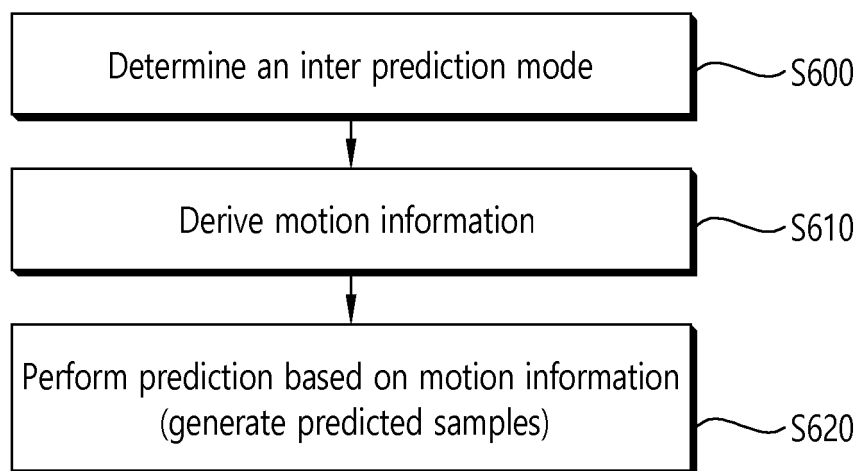 Determine an inter prediction mode
S600
Derive motion information
S610
Perform prediction based on motion information
(generate predicted samples)
S620